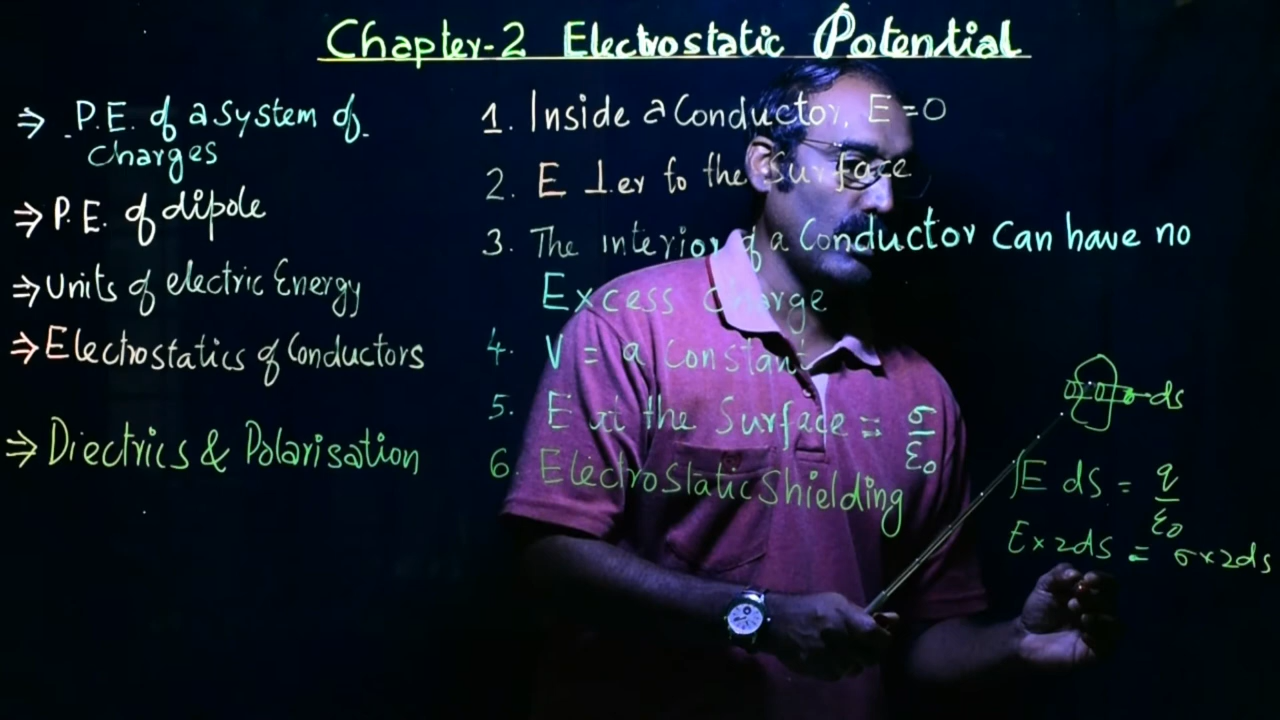 Chapter-2 Electrostatic Potential
⇒ P.E. of a system of
charges
⇒ P.E. of dipole
⇒ Units of electric Energy
⇒ Electrostatics of Conductors
⇒ Diectrics & Polarisation
1. Inside a Conductor, E = 0
2. E ⊥er to the Surface
3. The interior of a Conductor Can have no
Excess charge
4. V = a Constant
5. E at the Surface = σ/ε0
6. Electrostatic Shielding
ds
∫E ds = q/ε0
E x 2ds = σ x 2ds